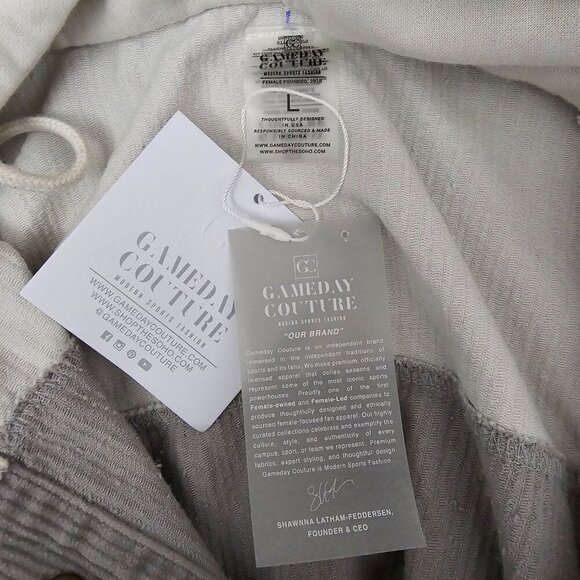 GC
GAMEDAY
COUTURE
MODERN SPORTS FASHION
FEMALE FOUNDED, 2010
L
THOUGHTFULLY DESIGNED
in USA
RESPONSIBLY SOURCED & MADE
in CHINA
WWW.GAMEDAYCOUTURE.COM
WWW.SHOPTHESOHO.COM
GAMEDAY
COUTURE
MODERN SPORTS FASHION
WWW.GAMEDAYCOUTURE.COM
WWW.SHOPTHESOHO.COM
@GAMEDAYCOUTURE
GC
GAMEDAY
COUTURE
MODERN SPORTS FASHION
"OUR BRAND"
Gameday Couture is an independent brand
immersed in the independent traditions of
sports and its fans. We make premium, officially
licensed apparel that defies seasons and
represent some of the most iconic sports
powerhouses. Proudly one of the first
Female-owned and Female-Led companies to
produce thoughtfully designed and ethically
sourced female focused fan apparel. Our highly
curated collections celebrate and exemplify the
culture, style, and authenticity of every
campus, sport, or team we represent. Premium
fabrics, expert styling, and thoughtful design.
Gameday Couture is Modern Sports Fashion.
SHAWNNA LATHAM-FEDDERSEN,
FOUNDER & CEO